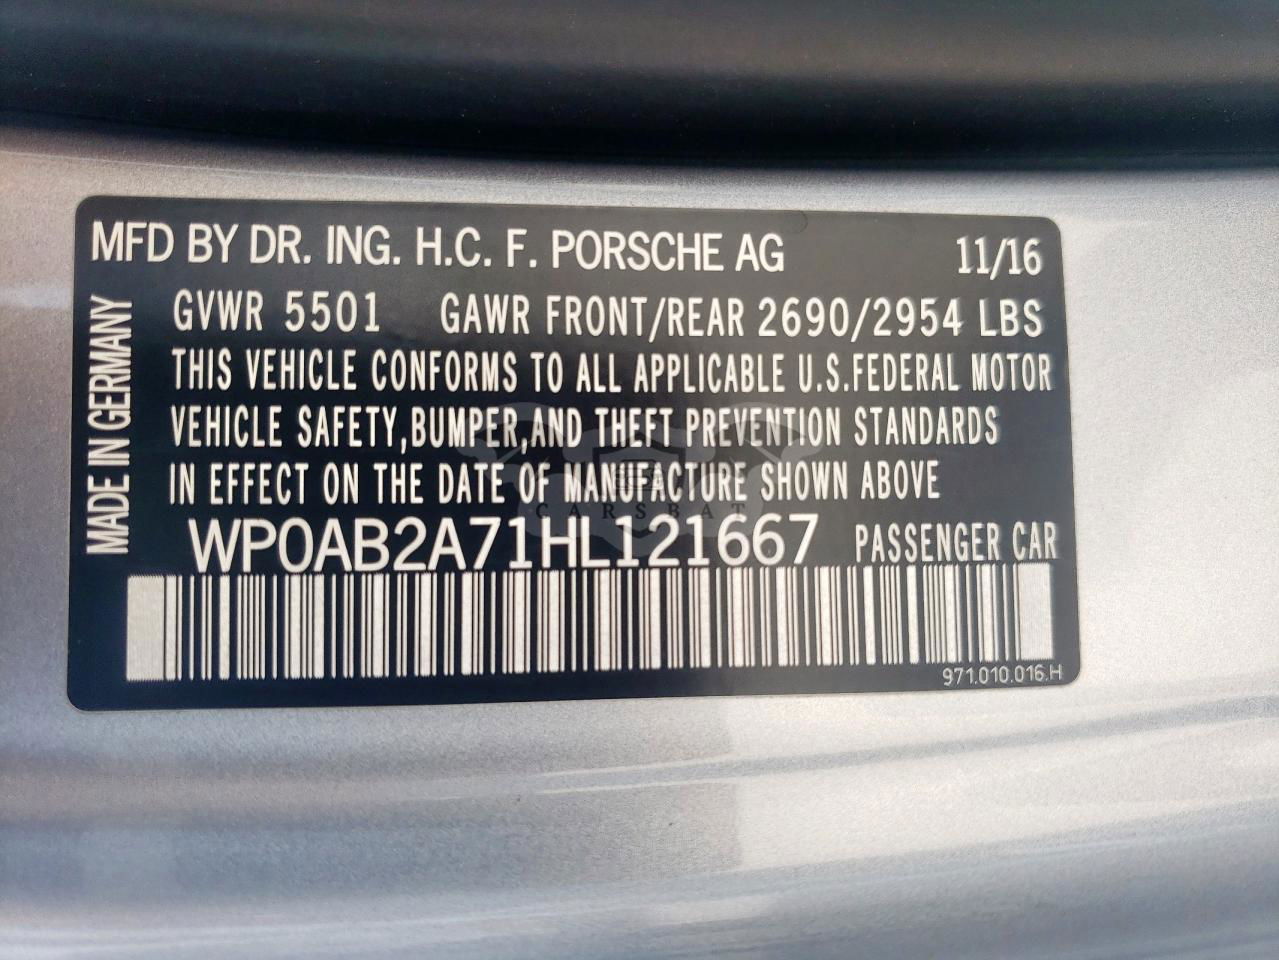 MFD BY DR. ING. H.C. F. PORSCHE AG 11/16
MADE IN GERMANY
GVWR 5501 GAWR FRONT/REAR 2690/2954 LBS
THIS VEHICLE CONFORMS TO ALL APPLICABLE U.S.FEDERAL MOTOR
VEHICLE SAFETY,BUMPER,AND THEFT PREVENTION STANDARDS
IN EFFECT ON THE DATE OF MANUFACTURE SHOWN ABOVE
CARSBAT
WP0AB2A71HL121667 PASSENGER CAR
971.010.016.H